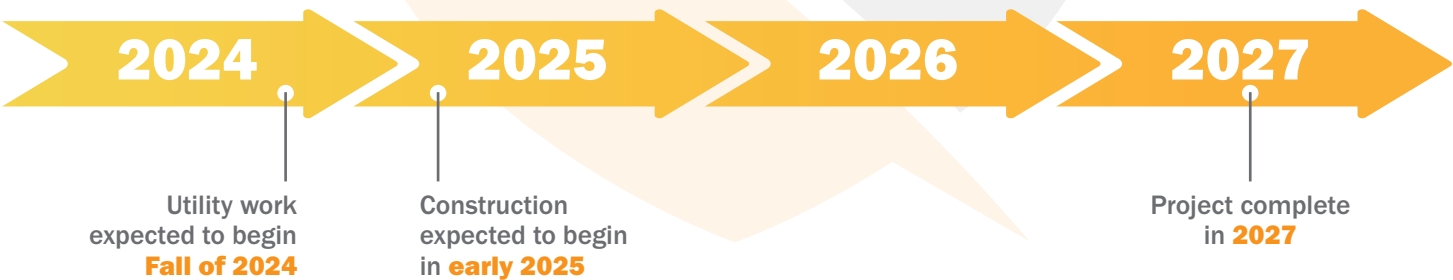 2024
2025
2026
2027
Utility work
expected to begin
Fall of 2024
Construction
expected to begin
in early 2025
Project complete
in 2027